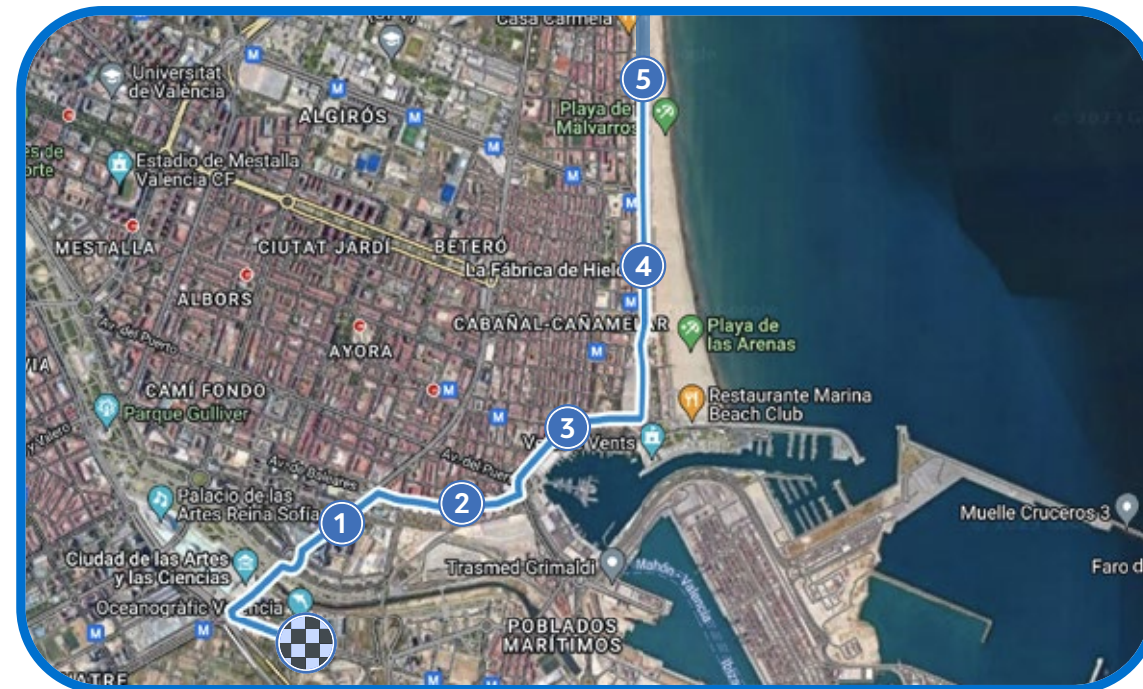 (UPV)
Casa Carmela
5
Universitat
de València
ALGIRÓS
M
M
M
M
M
M
Playa de
Malvarros
Estadio de Mestalla
Valencia CF
MESTALLA
CIUTAT JARDÍ
BETERÓ
La Fábrica de Hielo
4
ALBORS
M
CABAÑAL-CAÑAMELAR
Playa de
las Arenas
Av. del Puerto
AYORA
M
M
CAMÍ FONDO
Parque Gulliver
Restaurante Marina
Beach Club
M
3
Vents
Av. del Puerto
Av. de Baleares
Palacio de las
Artes Reina Sofía
1
2
Muelle Cruceros 3
Ciudad de las Artes
y las Ciencias
Trasmed Grimaldi
Mahón - Valencia
Faro d
Oceanogràfic València
M
M
POBLADOS
MARÍTIMOS
Ibiza
M